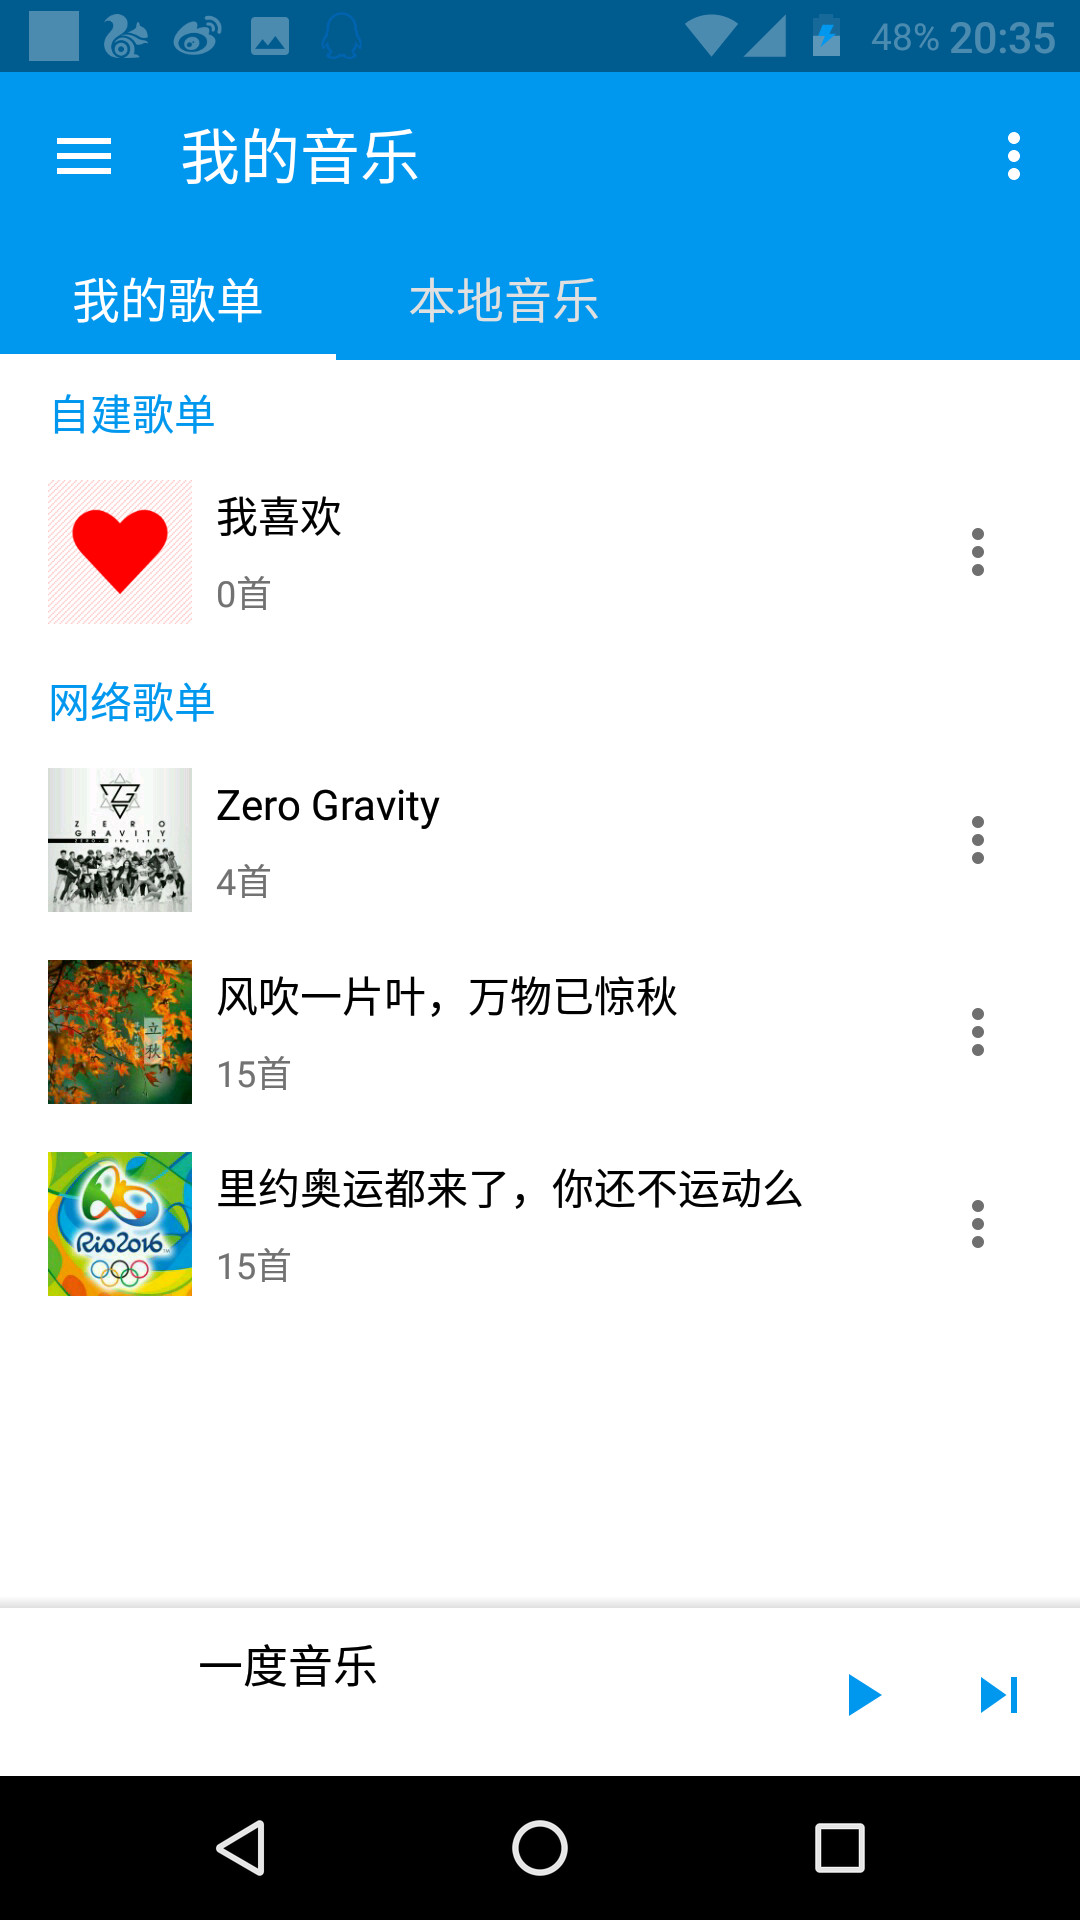 48% 20:35
我的音乐
我的歌单 本地音乐
自建歌单
我喜欢
0首
网络歌单
ZERO
GRAVITY
Zero Gravity
4首
立秋
风吹一片叶，万物已惊秋
15首
Rio2016
里约奥运都来了，你还不运动么
15首
一度音乐